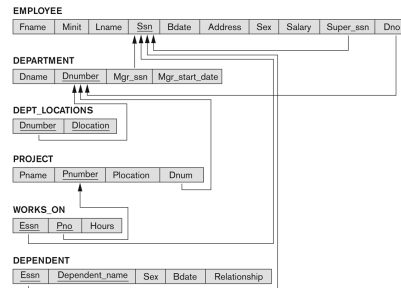 EMPLOYEE
Fname Minit Lname Ssn Bdate Address Sex Salary Super_ssn Dno
DEPARTMENT
Dname Dnumber Mgr_ssn Mgr_start_date
DEPT_LOCATIONS
Dnumber Dlocation
PROJECT
Pname Pnumber Plocation Dnum
WORKS_ON
Essn Pno Hours
DEPENDENT
Essn Dependent_name Sex Bdate Relationship